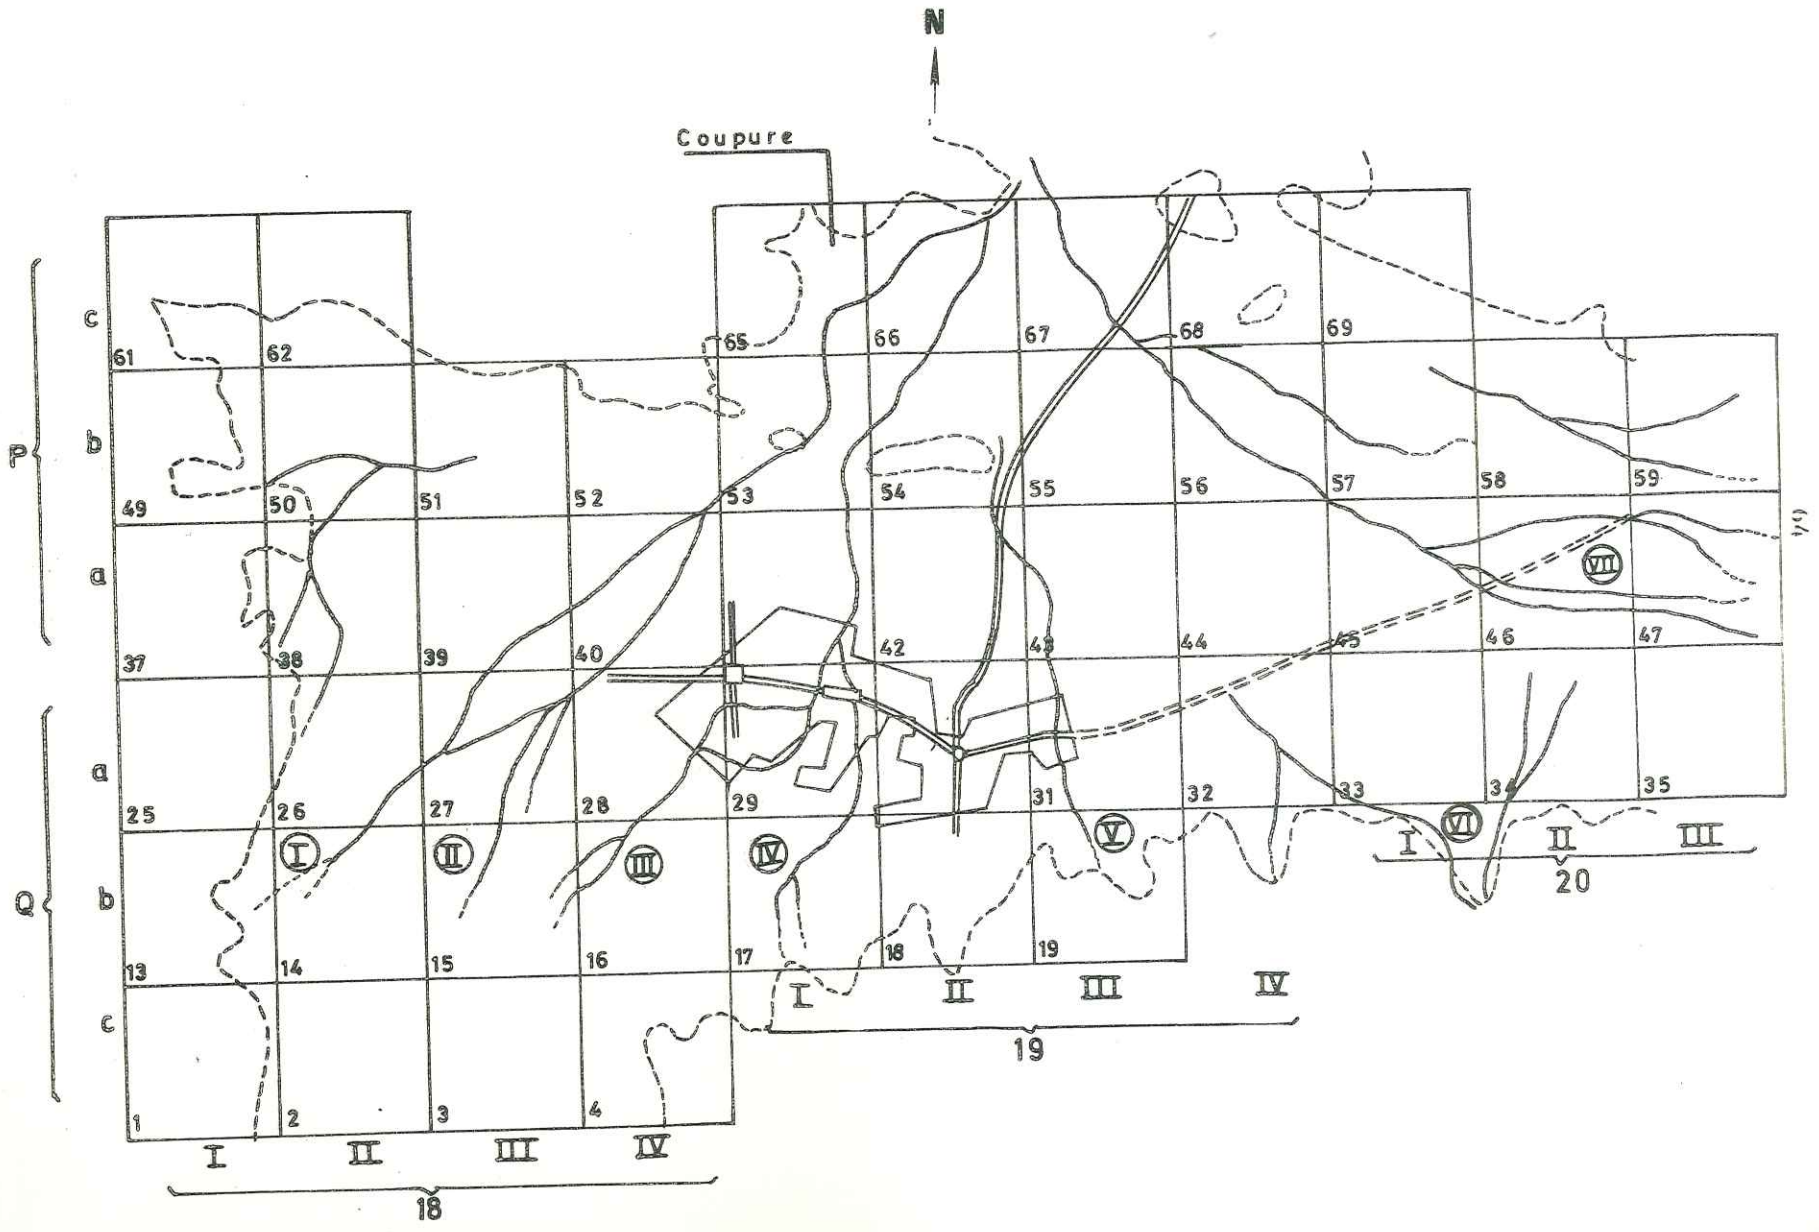 N
Coupure
P
c
61 62 65 66 67 68 69
b
49 50 51 52 53 54 55 56 57 58 59
a
VII
37 38 39 40 42 43 44 45 46 47
Q
a
25 26 27 28 29 31 32 33 34 35
I II III IV V VI
I II III
20
b
13 14 15 16 17 18 19
I II III IV
19
c
1 2 3 4
I II III IV
18